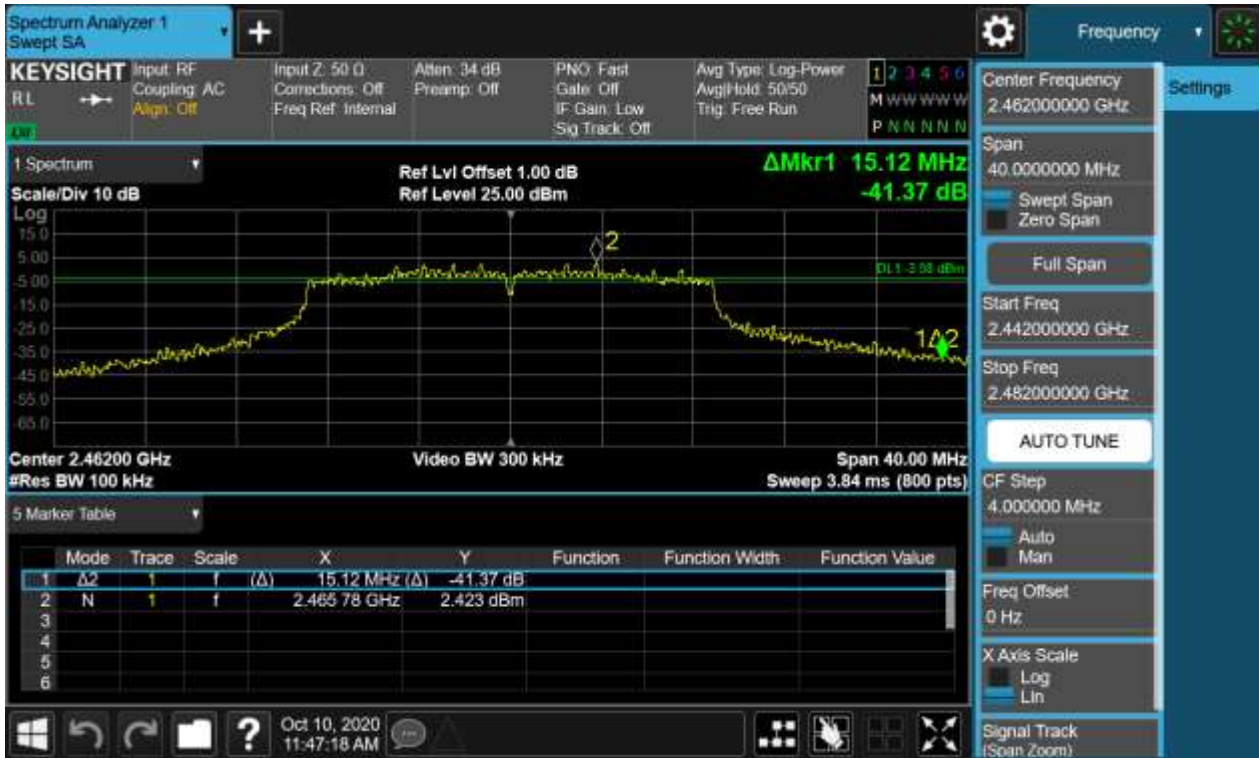 Spectrum Analyzer 1
Swept SA
Frequency
KEYSIGHT
RL
Input: RF
Coupling: AC
Align: Off
Input Z: 50 Ω
Corrections: Off
Freq Ref: Internal
Atten: 34 dB
Preamp: Off
PNO: Fast
Gate: Off
IF Gain: Low
Sig Track: Off
Avg Type: Log-Power
Avg|Hold: 50/50
Trig: Free Run
1 2 3 4 5 6
M W W W W W
P N N N N N
Center Frequency
2.462000000 GHz
Settings
Span
40.0000000 MHz
Swept Span
Zero Span
Full Span
Start Freq
2.442000000 GHz
Stop Freq
2.482000000 GHz
AUTO TUNE
CF Step
4.000000 MHz
Auto
Man
Freq Offset
0 Hz
X Axis Scale
Log
Lin
Signal Track
(Span Zoom)
1 Spectrum
Scale/Div 10 dB
Ref Lvl Offset 1.00 dB
Ref Level 25.00 dBm
ΔMkr1 15.12 MHz
-41.37 dB
Log
15.0
5.00
-5.00
-15.0
-25.0
-35.0
-45.0
-55.0
-65.0
2
DL1 -3.58 dBm
1Δ2
Center 2.46200 GHz
#Res BW 100 kHz
Video BW 300 kHz
Span 40.00 MHz
Sweep 3.84 ms (800 pts)
5 Marker Table
Mode Trace Scale X Y Function Function Width Function Value
1 Δ2 1 f (Δ) 15.12 MHz (Δ) -41.37 dB
2 N 1 f 2.465 78 GHz 2.423 dBm
3
4
5
6
?
Oct 10, 2020
11:47:18 AM